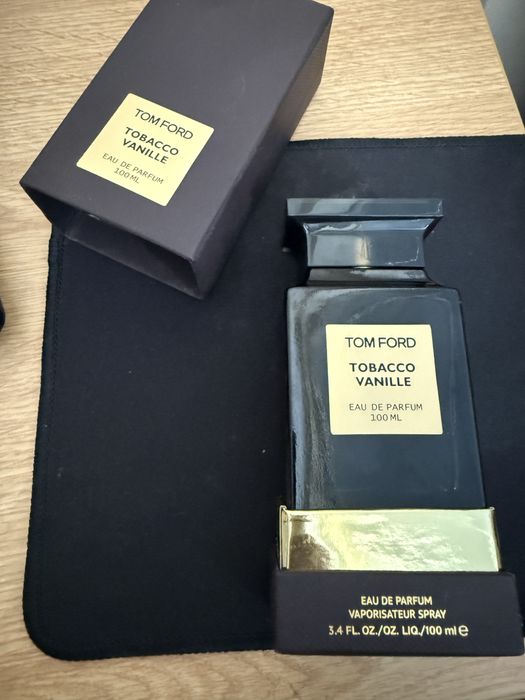 TOM FORD
TOBACCO
VANILLE
EAU DE PARFUM
100 ML
TOM FORD
TOBACCO
VANILLE
EAU DE PARFUM
100 ML
EAU DE PARFUM
VAPORISATEUR SPRAY
3.4 FL. OZ./OZ. LIQ./100 ml ℮